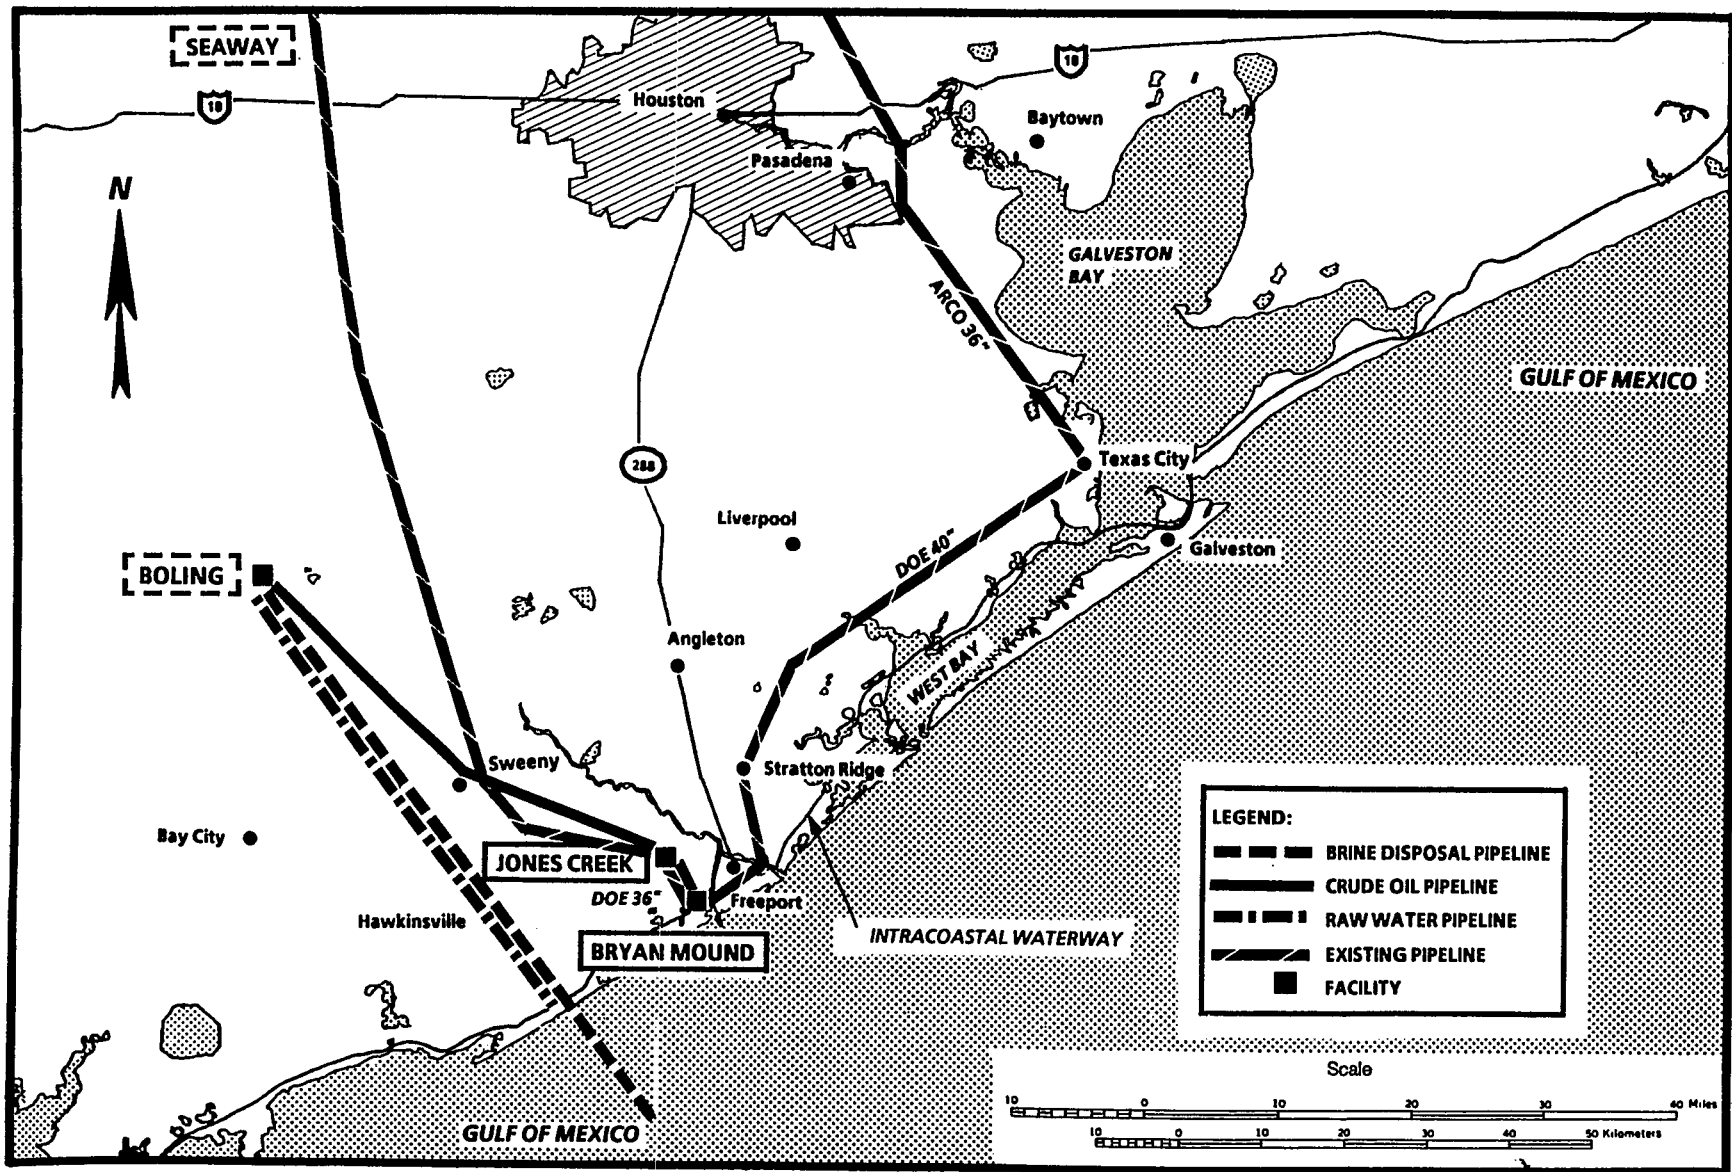 SEAWAY
10
10
Houston
Baytown
Pasadena
N
GALVESTON
BAY
ARCO 36"
GULF OF MEXICO
288
Texas City
Liverpool
DOE 40"
Galveston
BOLING
Angleton
WEST BAY
Sweeny
Stratton Ridge
Bay City
JONES CREEK
DOE 36"
Freeport
Hawkinsville
INTRACOASTAL WATERWAY
BRYAN MOUND
LEGEND:
BRINE DISPOSAL PIPELINE
CRUDE OIL PIPELINE
RAW WATER PIPELINE
EXISTING PIPELINE
FACILITY
GULF OF MEXICO
Scale
10 0 10 20 30 40 Miles
10 0 10 20 30 40 50 Kilometers